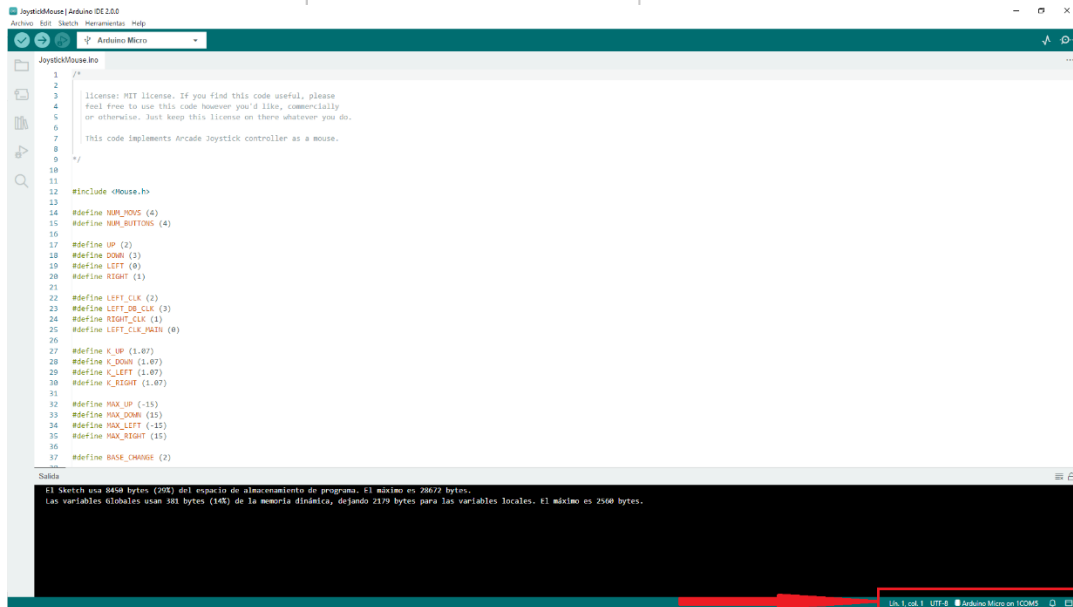 JoystickMouse | Arduino IDE 2.0.0
Archivo Edit Sketch Herramientas Help
Arduino Micro
JoystickMouse.ino
1 /*
2
3 license: MIT license. If you find this code useful, please
4 feel free to use this code however you'd like, commercially
5 or otherwise. Just keep this license on there whatever you do.
6
7 This code implements Arcade Joystick controller as a mouse.
8
9 */
10
11
12 #include <Mouse.h>
13
14 #define NUM_MOVS (4)
15 #define NUM_BUTTONS (4)
16
17 #define UP (2)
18 #define DOWN (3)
19 #define LEFT (0)
20 #define RIGHT (1)
21
22 #define LEFT_CLK (2)
23 #define LEFT_DB_CLK (3)
24 #define RIGHT_CLK (1)
25 #define LEFT_CLK_MAIN (0)
26
27 #define K_UP (1.07)
28 #define K_DOWN (1.07)
29 #define K_LEFT (1.07)
30 #define K_RIGHT (1.07)
31
32 #define MAX_UP (-15)
33 #define MAX_DOWN (15)
34 #define MAX_LEFT (-15)
35 #define MAX_RIGHT (15)
36
37 #define BASE_CHANGE (2)
Salida
El Sketch usa 8450 bytes (29%) del espacio de almacenamiento de programa. El máximo es 28672 bytes.
Las variables Globales usan 381 bytes (14%) de la memoria dinámica, dejando 2179 bytes para las variables locales. El máximo es 2560 bytes.
Lín. 1, col. 1 UTF-8 Arduino Micro on 1COM5